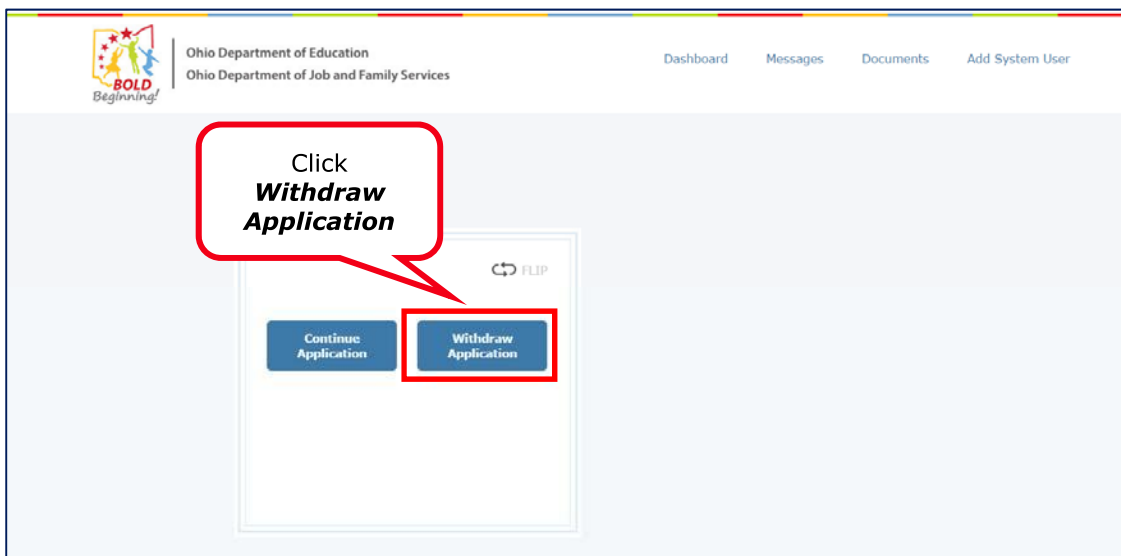 BOLD
Beginning!
Ohio Department of Education
Ohio Department of Job and Family Services
Dashboard Messages Documents Add System User
Click
Withdraw
Application
FLIP
Continue
Application
Withdraw
Application